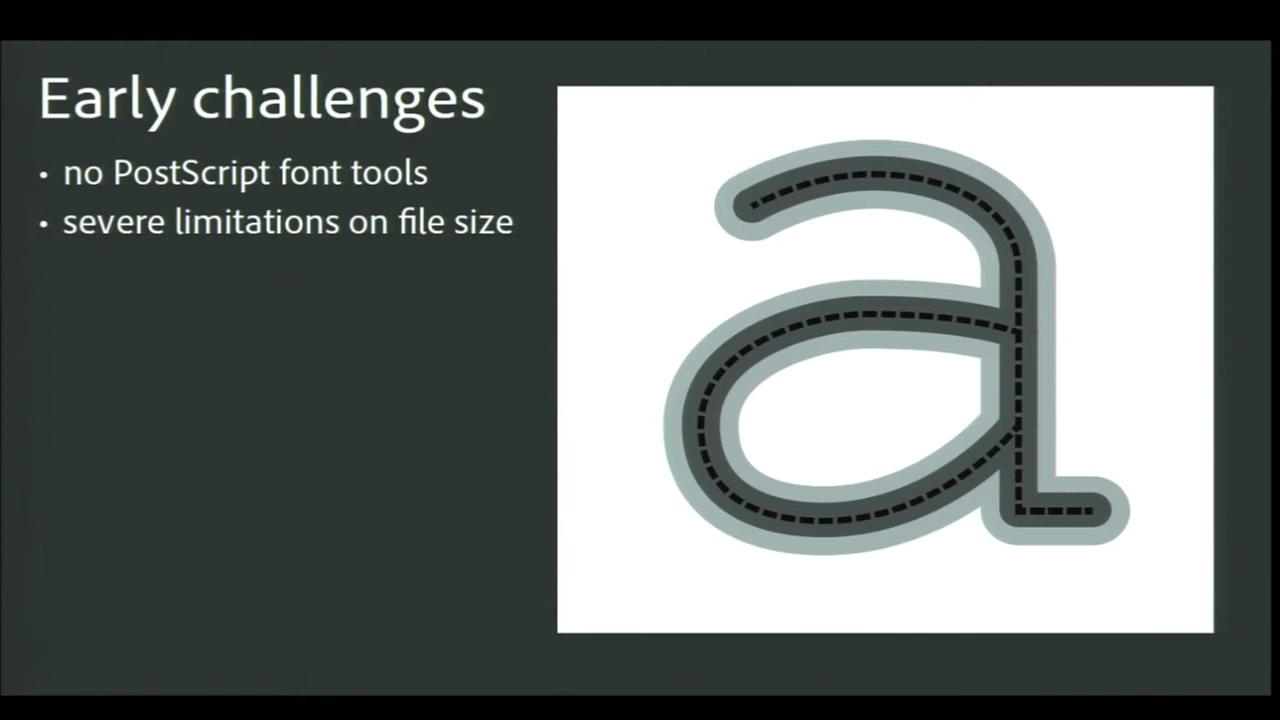 Early challenges
• no PostScript font tools
• severe limitations on file size
a